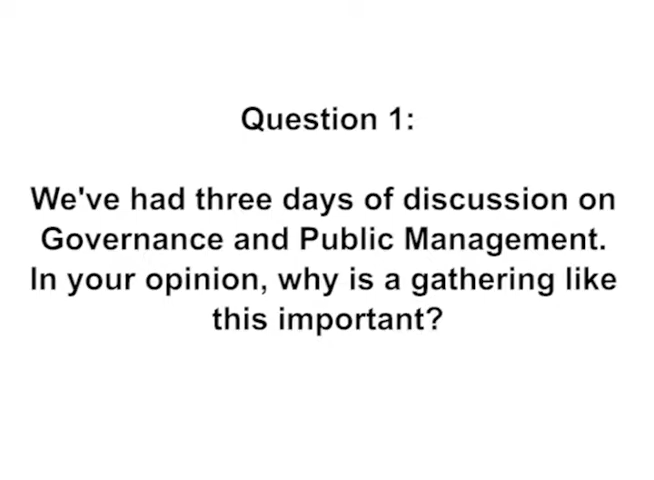 Question 1:
We've had three days of discussion on
Governance and Public Management.
In your opinion, why is a gathering like
this important?